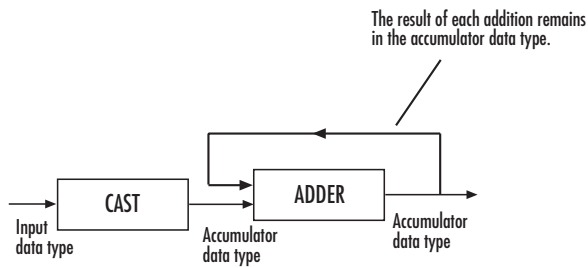 The result of each addition remains
in the accumulator data type.
CAST
ADDER
Input
data type
Accumulator
data type
Accumulator
data type